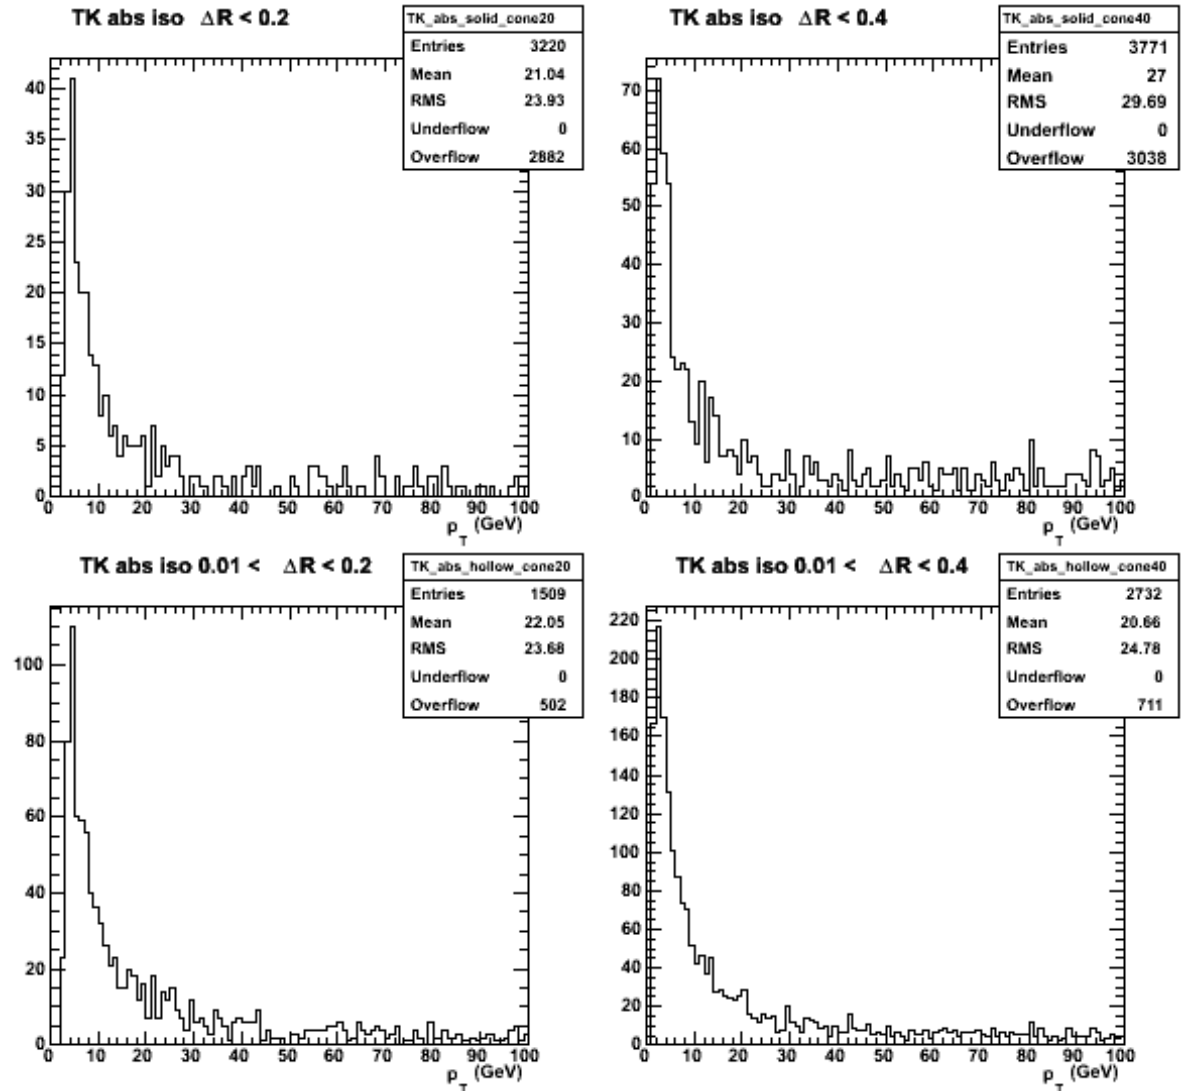 TK abs iso ΔR < 0.2
TK_abs_solid_cone20
Entries 3220
Mean 21.04
RMS 23.93
Underflow 0
Overflow 2882
40
35
30
25
20
15
10
5
0
0 10 20 30 40 50 60 70 80 90 100
p_T (GeV)
TK abs iso ΔR < 0.4
TK_abs_solid_cone40
Entries 3771
Mean 27
RMS 29.69
Underflow 0
Overflow 3038
70
60
50
40
30
20
10
0
0 10 20 30 40 50 60 70 80 90 100
p_T (GeV)
TK abs iso 0.01 < ΔR < 0.2
TK_abs_hollow_cone20
Entries 1509
Mean 22.05
RMS 23.68
Underflow 0
Overflow 502
100
80
60
40
20
0
0 10 20 30 40 50 60 70 80 90 100
p_T (GeV)
TK abs iso 0.01 < ΔR < 0.4
TK_abs_hollow_cone40
Entries 2732
Mean 20.66
RMS 24.78
Underflow 0
Overflow 711
220
200
180
160
140
120
100
80
60
40
20
0
0 10 20 30 40 50 60 70 80 90 100
p_T (GeV)